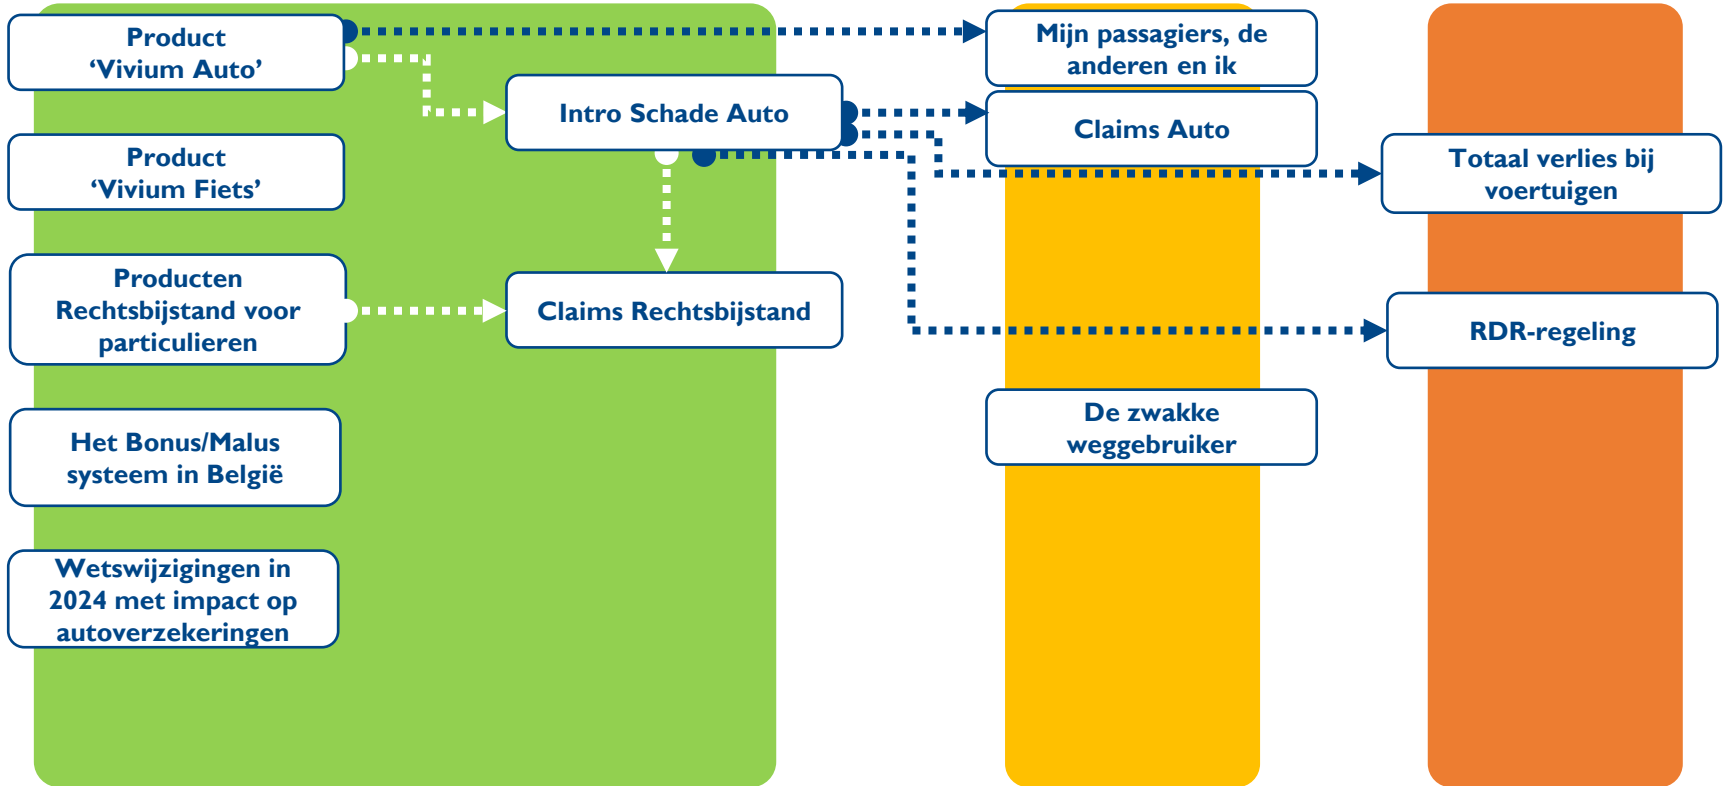 Product
‘Vivium Auto’
Product
‘Vivium Fiets’
Producten
Rechtsbijstand voor
particulieren
Het Bonus/Malus
systeem in België
Wetswijzigingen in
2024 met impact op
autoverzekeringen
Intro Schade Auto
Claims Rechtsbijstand
Mijn passagiers, de
anderen en ik
Claims Auto
De zwakke
weggebruiker
Totaal verlies bij
voertuigen
RDR-regeling